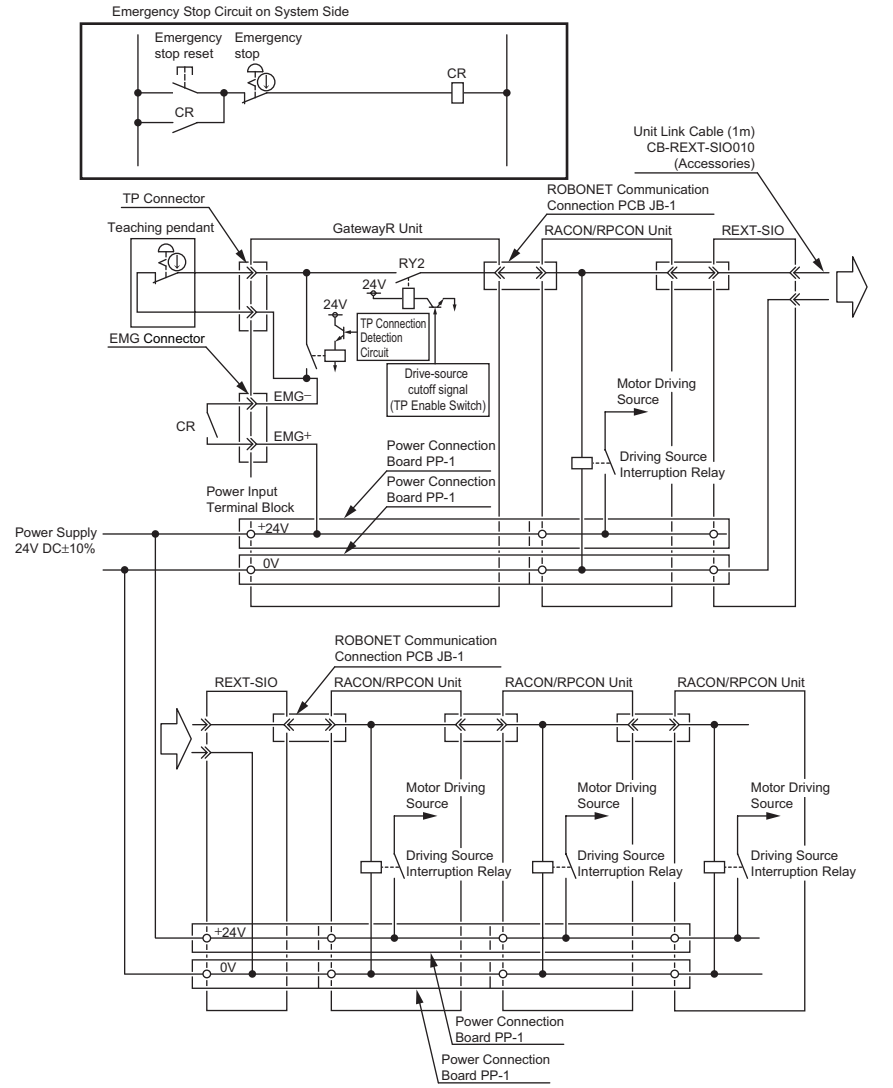 Emergency Stop Circuit on System Side
Emergency
stop reset
Emergency
stop
CR
CR
Unit Link Cable (1m)
CB-REXT-SIO010
(Accessories)
TP Connector
ROBONET Communication
Connection PCB JB-1
Teaching pendant
GatewayR Unit
RACON/RPCON Unit
REXT-SIO
RY2
24V
24V
TP Connection
Detection
Circuit
EMG Connector
Drive-source
cutoff signal
(TP Enable Switch)
EMG−
CR
EMG+
Motor Driving
Source
Power Connection
Board PP-1
Driving Source
Interruption Relay
Power Connection
Board PP-1
Power Input
Terminal Block
Power Supply
24V DC±10%
+24V
0V
ROBONET Communication
Connection PCB JB-1
REXT-SIO
RACON/RPCON Unit
RACON/RPCON Unit
RACON/RPCON Unit
Motor Driving
Source
Motor Driving
Source
Motor Driving
Source
Driving Source
Interruption Relay
Driving Source
Interruption Relay
Driving Source
Interruption Relay
+24V
0V
Power Connection
Board PP-1
Power Connection
Board PP-1